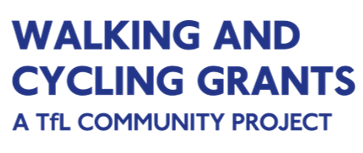 WALKING AND
CYCLING GRANTS
A TfL COMMUNITY PROJECT